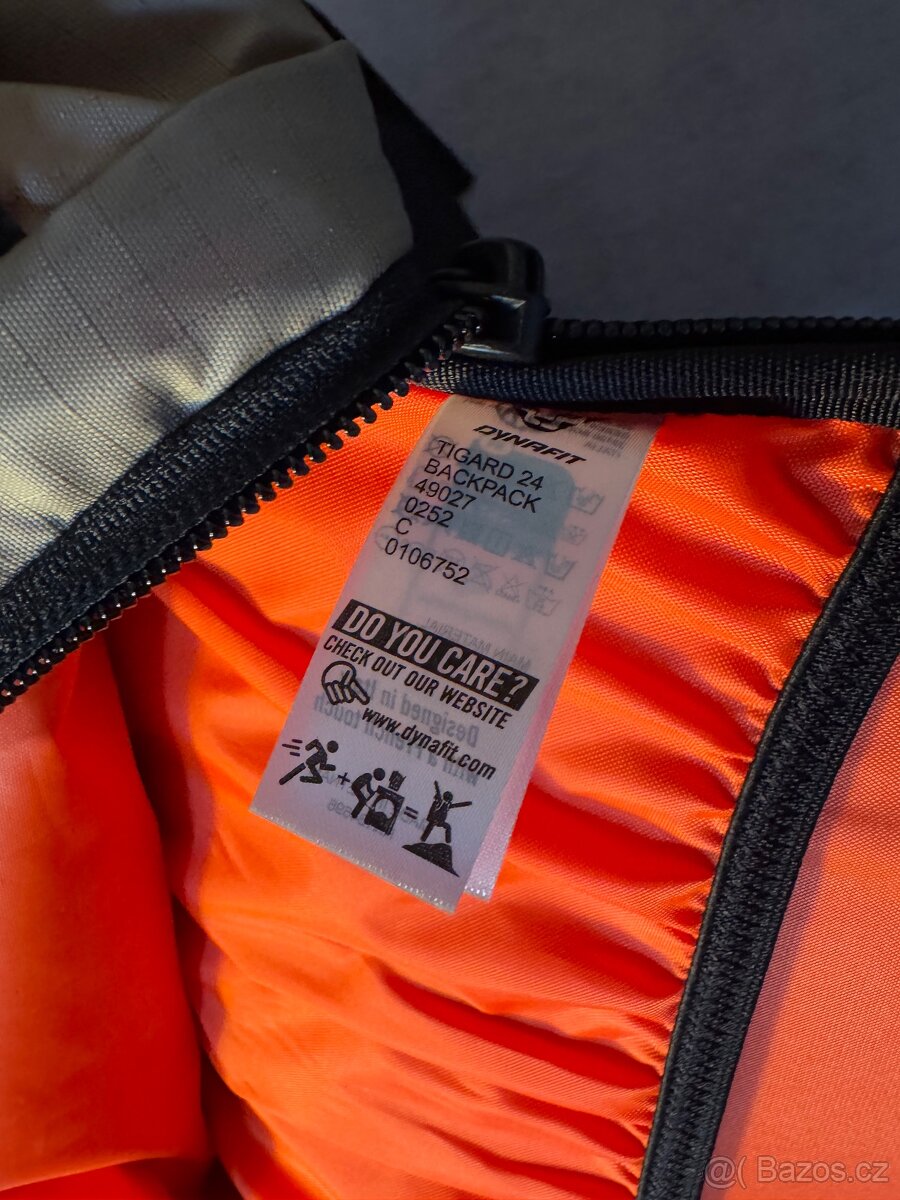 DYNAFIT
TIGARD 24
BACKPACK
49027
0252
C
0106752
DO YOU CARE?
CHECK OUT OUR WEBSITE
www.dynafit.com
+ =
@( Bazos.cz